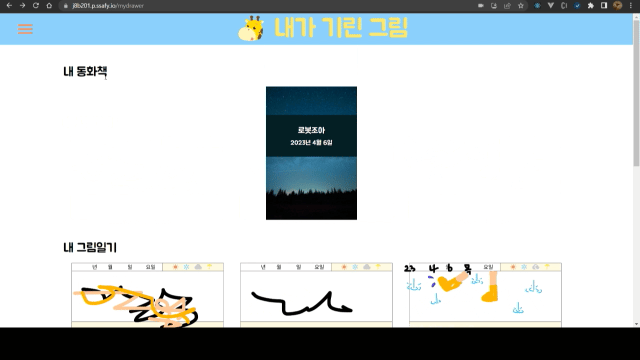 j8b201.p.ssafy.io/mydrawer
내가 기린 그림
내 동화책
로봇조아
2023년 4월 6일
내 그림일기
년 월 일 요일
년 월 일 요일
23 4 6 목 요일